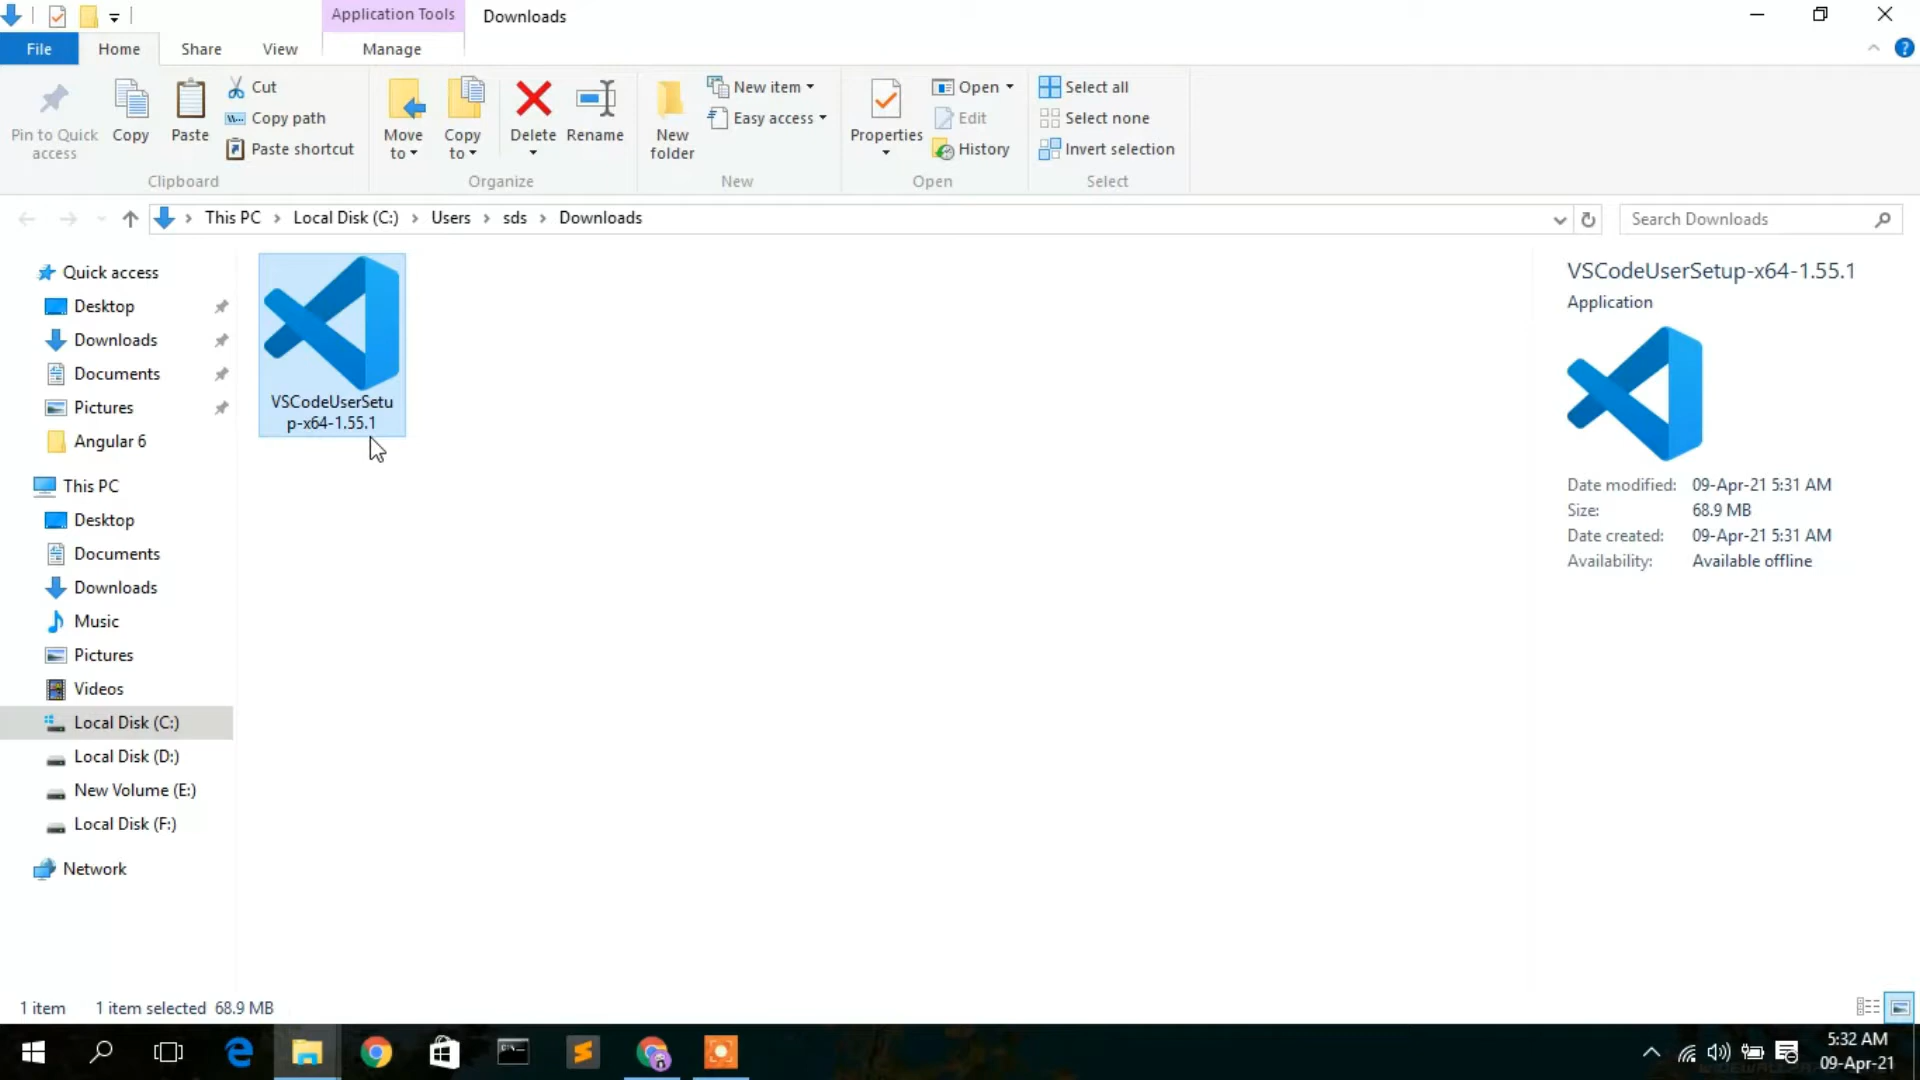 Application Tools Downloads
File Home Share View Manage
Pin to Quick access
Copy
Paste
Cut
Copy path
Paste shortcut
Clipboard
Move to
Copy to
Delete
Rename
Organize
New folder
New item
Easy access
New
Properties
Open
Edit
History
Open
Select all
Select none
Invert selection
Select
This PC Local Disk (C:) Users sds Downloads
Search Downloads
Quick access
Desktop
Downloads
Documents
Pictures
Angular 6
This PC
Desktop
Documents
Downloads
Music
Pictures
Videos
Local Disk (C:)
Local Disk (D:)
New Volume (E:)
Local Disk (F:)
Network
VSCodeUserSetu
p-x64-1.55.1
VSCodeUserSetup-x64-1.55.1
Application
Date modified: 09-Apr-21 5:31 AM
Size: 68.9 MB
Date created: 09-Apr-21 5:31 AM
Availability: Available offline
1 item 1 item selected 68.9 MB
5:32 AM
09-Apr-21